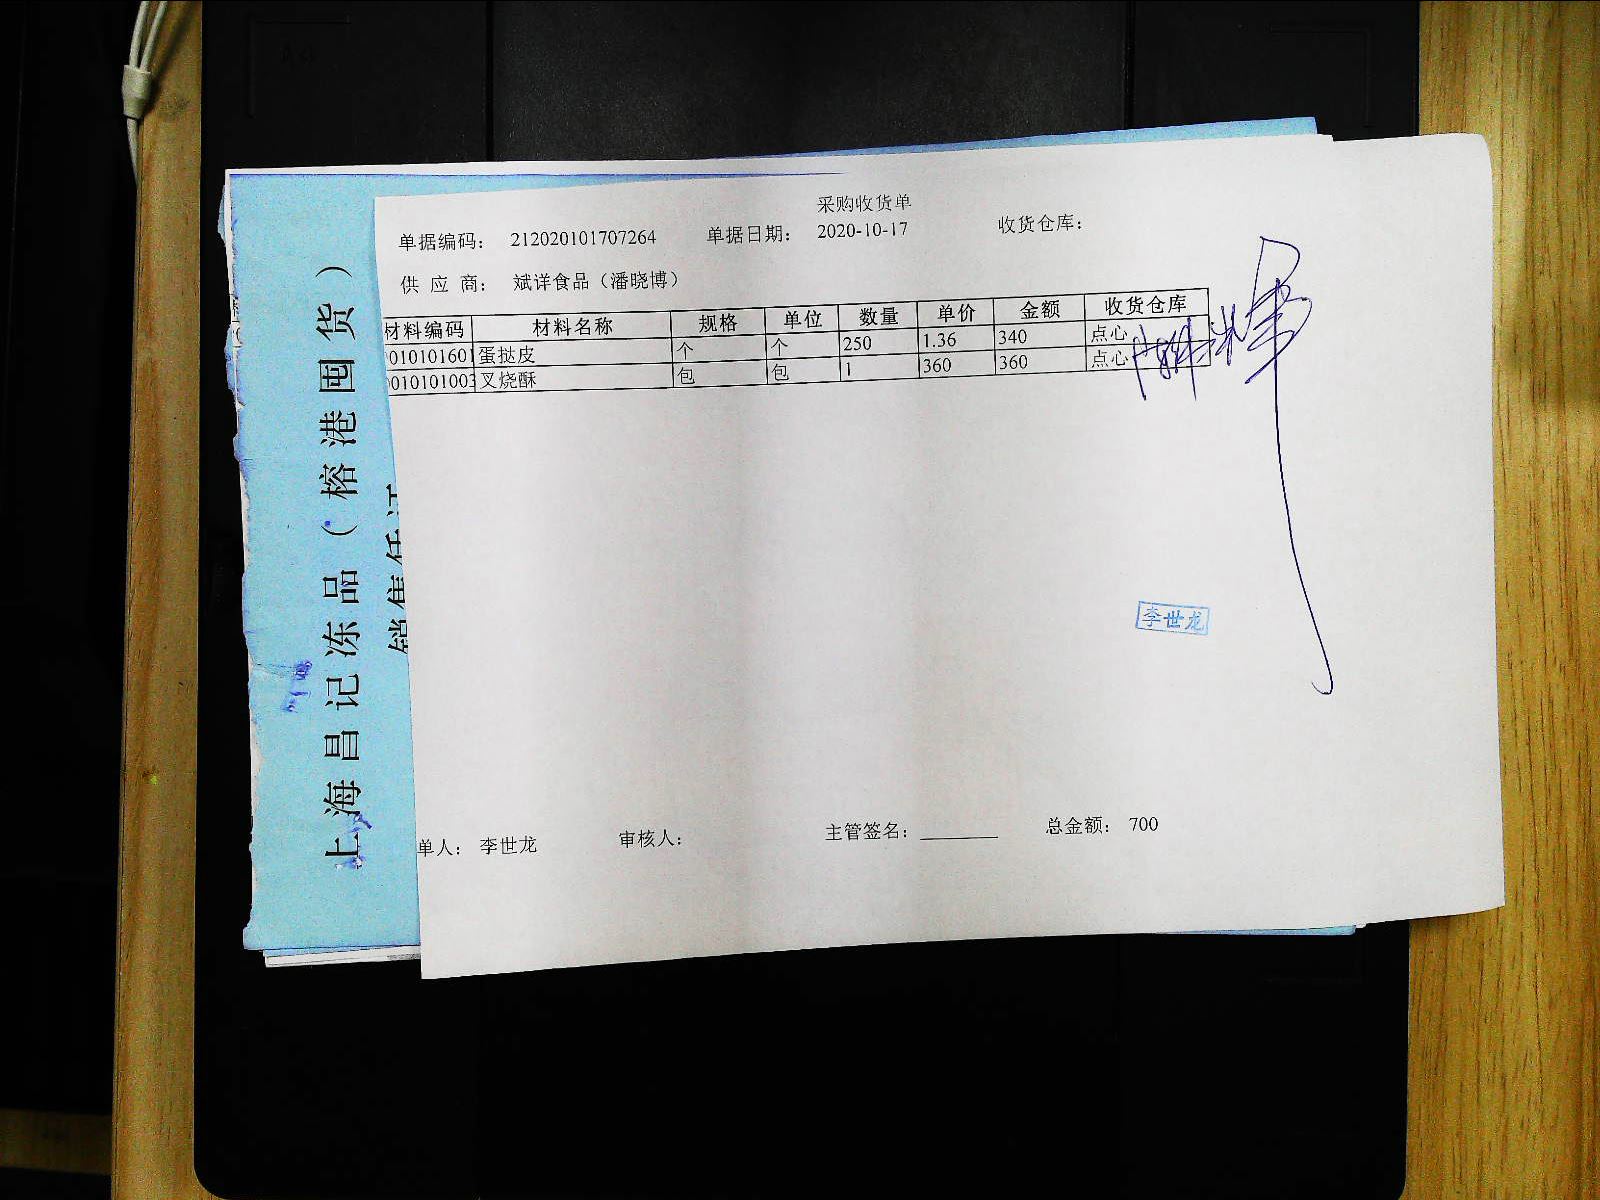 采购收货单
单据编码： 212020101707264 单据日期： 2020-10-17 收货仓库：
供 应 商： 斌详食品（潘晓博）
材料编码 材料名称 规格 单位 数量 单价 金额 收货仓库
010101601 蛋挞皮 个 个 250 1.36 340 点心
0010101003 叉烧酥 包 包 1 360 360 点心
李世龙
单人： 李世龙 审核人： 主管签名： 总金额： 700
上海昌记冻品（榕港囤货）
销售凭证